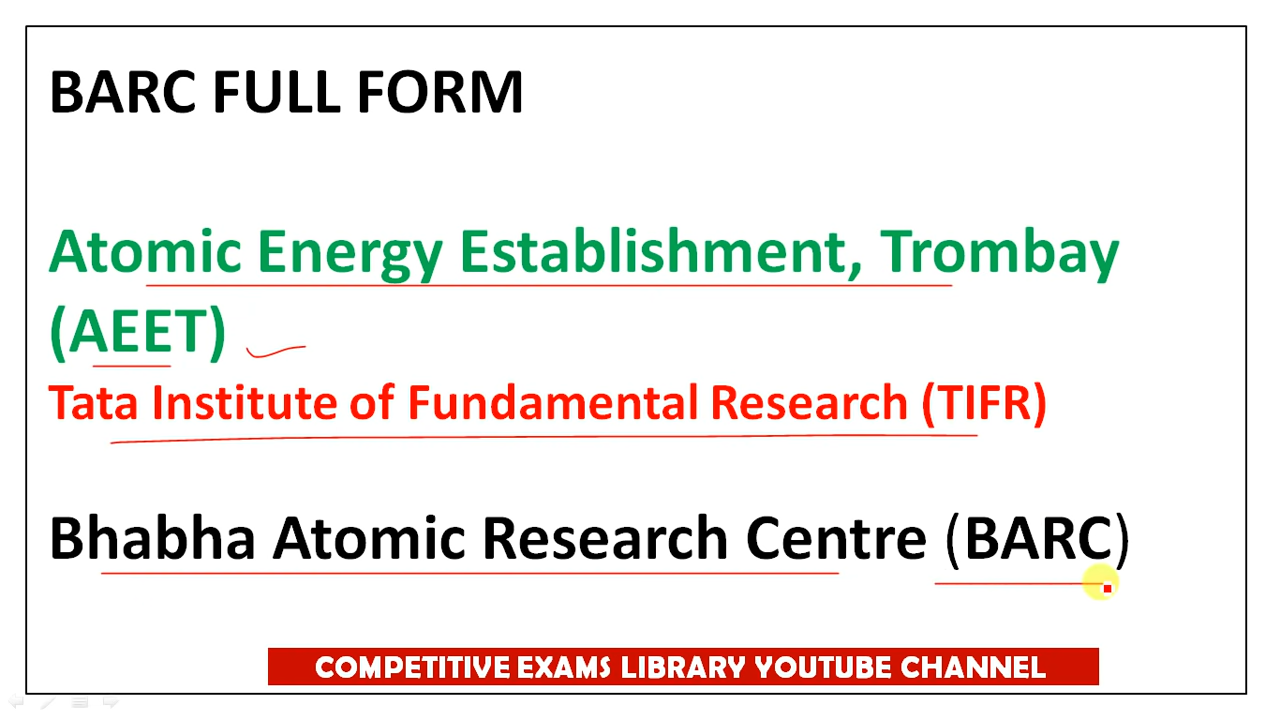 BARC FULL FORM
Atomic Energy Establishment, Trombay
(AEET)
Tata Institute of Fundamental Research (TIFR)
Bhabha Atomic Research Centre (BARC)
COMPETITIVE EXAMS LIBRARY YOUTUBE CHANNEL